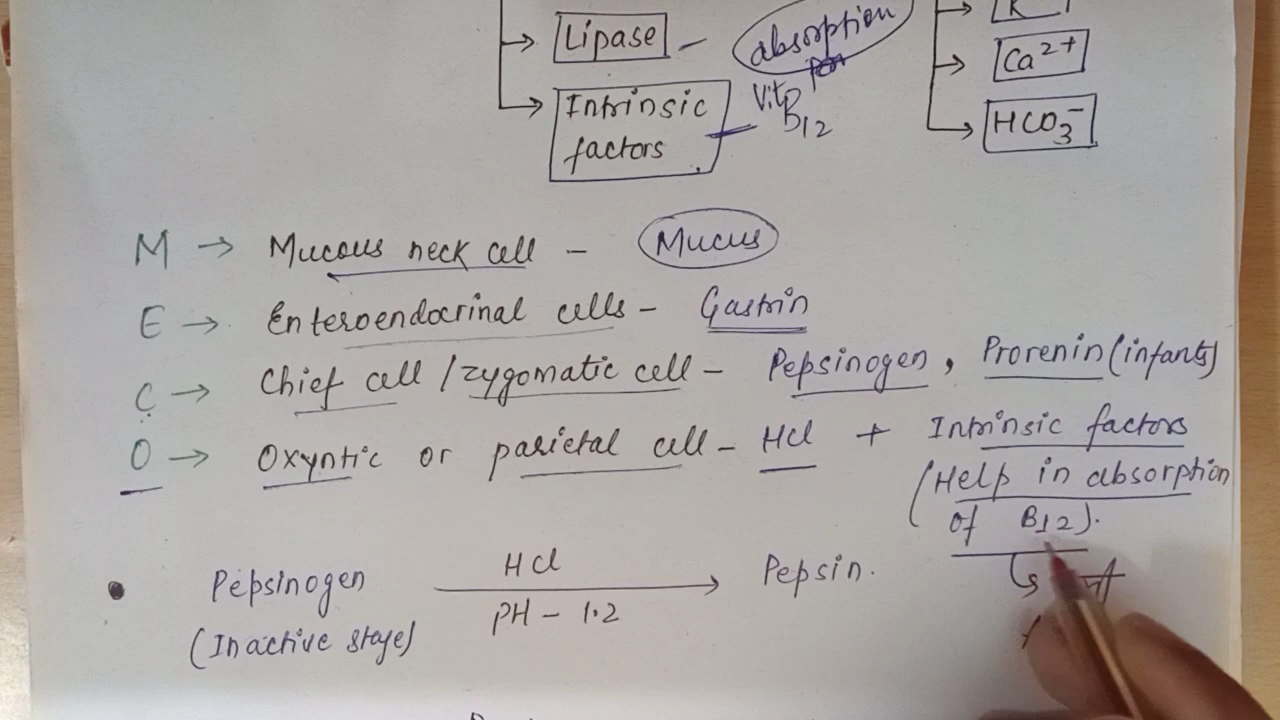 Lipase - absorption
Intrinsic factors - Vit B12
Ca2+
HCO3-
M → Mucous neck cell - Mucus
E → Enteroendocrinal cells - Gastrin
C → Chief cell / zygomatic cell - Pepsinogen, Prorenin (infants)
O → Oxyntic or parietal cell - HCl + Intrinsic factors
(Help in absorption
of B12).
• Pepsinogen HCl → Pepsin.
(Inactive stage) PH - 1.2